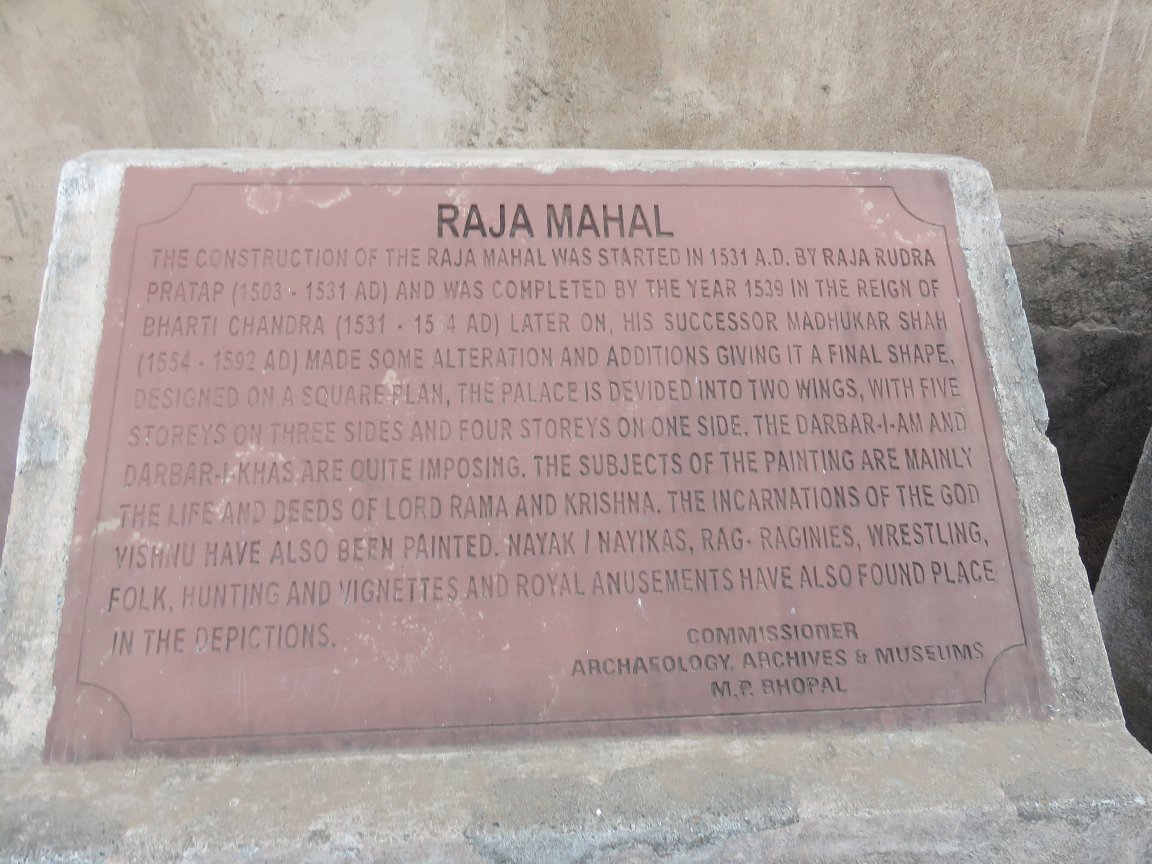 RAJA MAHAL
THE CONSTRUCTION OF THE RAJA MAHAL WAS STARTED IN 1531 A.D. BY RAJA RUDRA
PRATAP (1503 - 1531 AD) AND WAS COMPLETED BY THE YEAR 1539 IN THE REIGN OF
BHARTI CHANDRA (1531 - AD) LATER ON, HIS SUCCESSOR MADHUKAR SHAH
(1554 - 1592 AD) MADE SOME ALTERATION AND ADDITIONS GIVING IT A FINAL SHAPE,
DESIGNED ON A SQUARE PLAN, THE PALACE IS DEVIDED INTO TWO WINGS, WITH FIVE
STOREYS ON THREE SIDES AND FOUR STOREYS ON ONE SIDE. THE DARBAR-I-AM AND
DARBAR-I-KHAS ARE QUITE IMPOSING. THE SUBJECTS OF THE PAINTING ARE MAINLY
THE LIFE AND DEEDS OF LORD RAMA AND KRISHNA. THE INCARNATIONS OF THE GOD
VISHNU HAVE ALSO BEEN PAINTED. NAYAK / NAYIKAS, RAG- RAGINIES, WRESTLING,
FOLK, HUNTING AND VIGNETTES AND ROYAL ANUSEMENTS HAVE ALSO FOUND PLACE
IN THE DEPICTIONS.
COMMISSIONER
ARCHAEOLOGY, ARCHIVES & MUSEUMS
M.P. BHOPAL